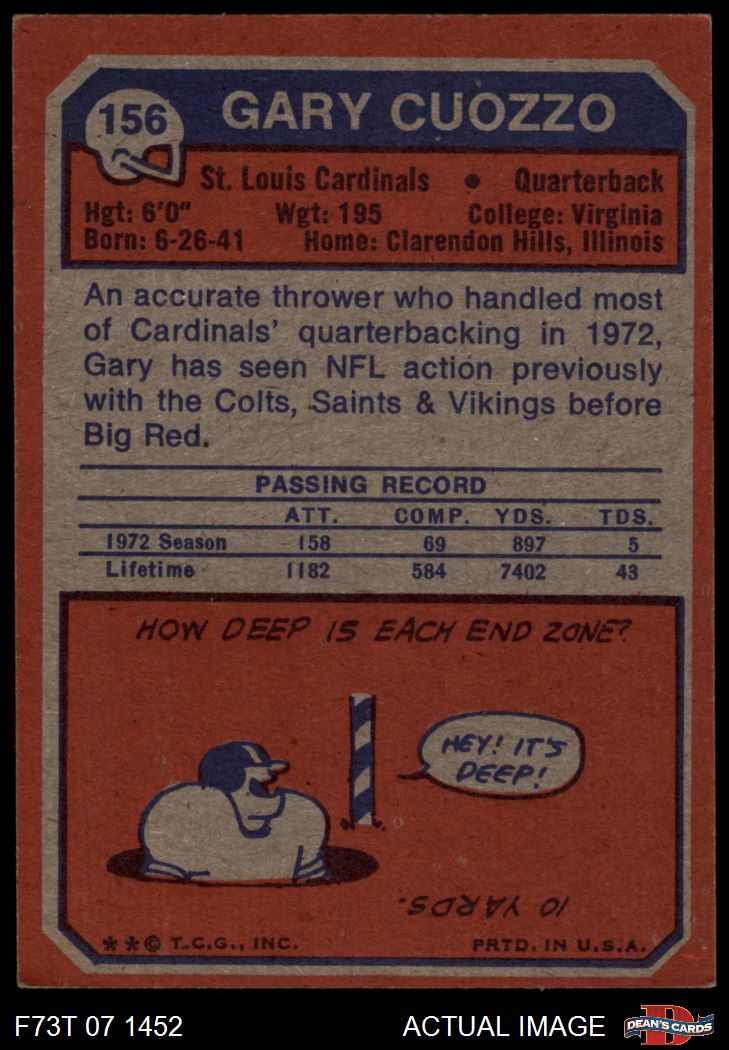 156
GARY CUOZZO
St. Louis Cardinals • Quarterback
Hgt: 6'0" Wgt: 195 College: Virginia
Born: 6-26-41 Home: Clarendon Hills, Illinois
An accurate thrower who handled most
of Cardinals' quarterbacking in 1972,
Gary has seen NFL action previously
with the Colts, Saints & Vikings before
Big Red.
PASSING RECORD
ATT. COMP. YDS. TDS.
1972 Season 158 69 897 5
Lifetime 1182 584 7402 43
HOW DEEP IS EACH END ZONE?
HEY! IT'S
DEEP!
10 YARDS.
**© T.C.G., INC. PRTD. IN U.S.A.
F73T 07 1452 ACTUAL IMAGE
D
DEAN'S CARDS